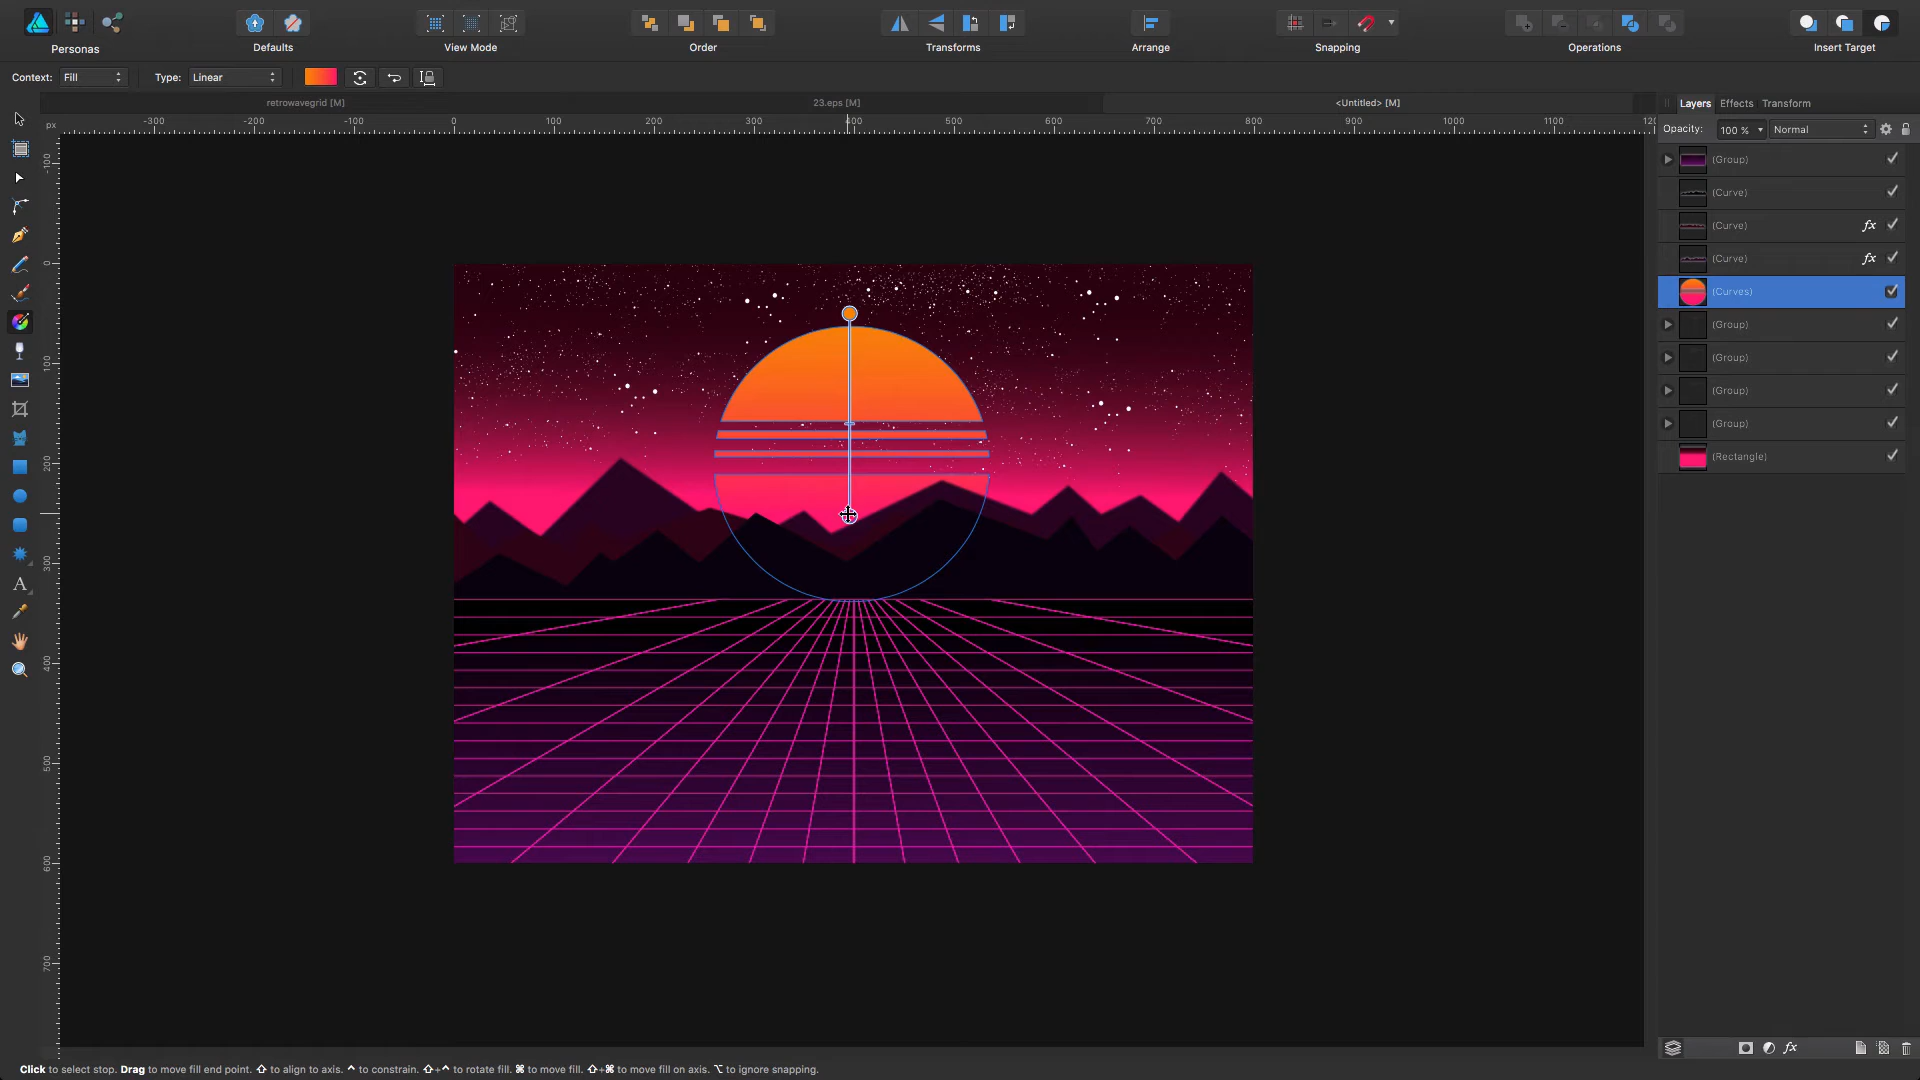 Personas
Defaults
View Mode
Order
Transforms
Arrange
Snapping
Operations
Insert Target
Context: Fill
Type: Linear
retrowavegrid [M]
23.eps [M]
<Untitled> [M]
Layers Effects Transform
px
-300 -200 -100 0 100 200 300 400 500 600 700 800 900 1000 1100 120
Opacity: 100 % Normal
-100
0
100
200
300
400
500
600
700
(Group)
(Curve)
(Curve) fx
(Curve) fx
(Curves)
(Group)
(Group)
(Group)
(Group)
(Rectangle)
A
fx
Click to select stop. Drag to move fill end point. ⇧ to align to axis. ^ to constrain. ⇧+^ to rotate fill. ⌘ to move fill. ⇧+⌘ to move fill on axis. ⌥ to ignore snapping.